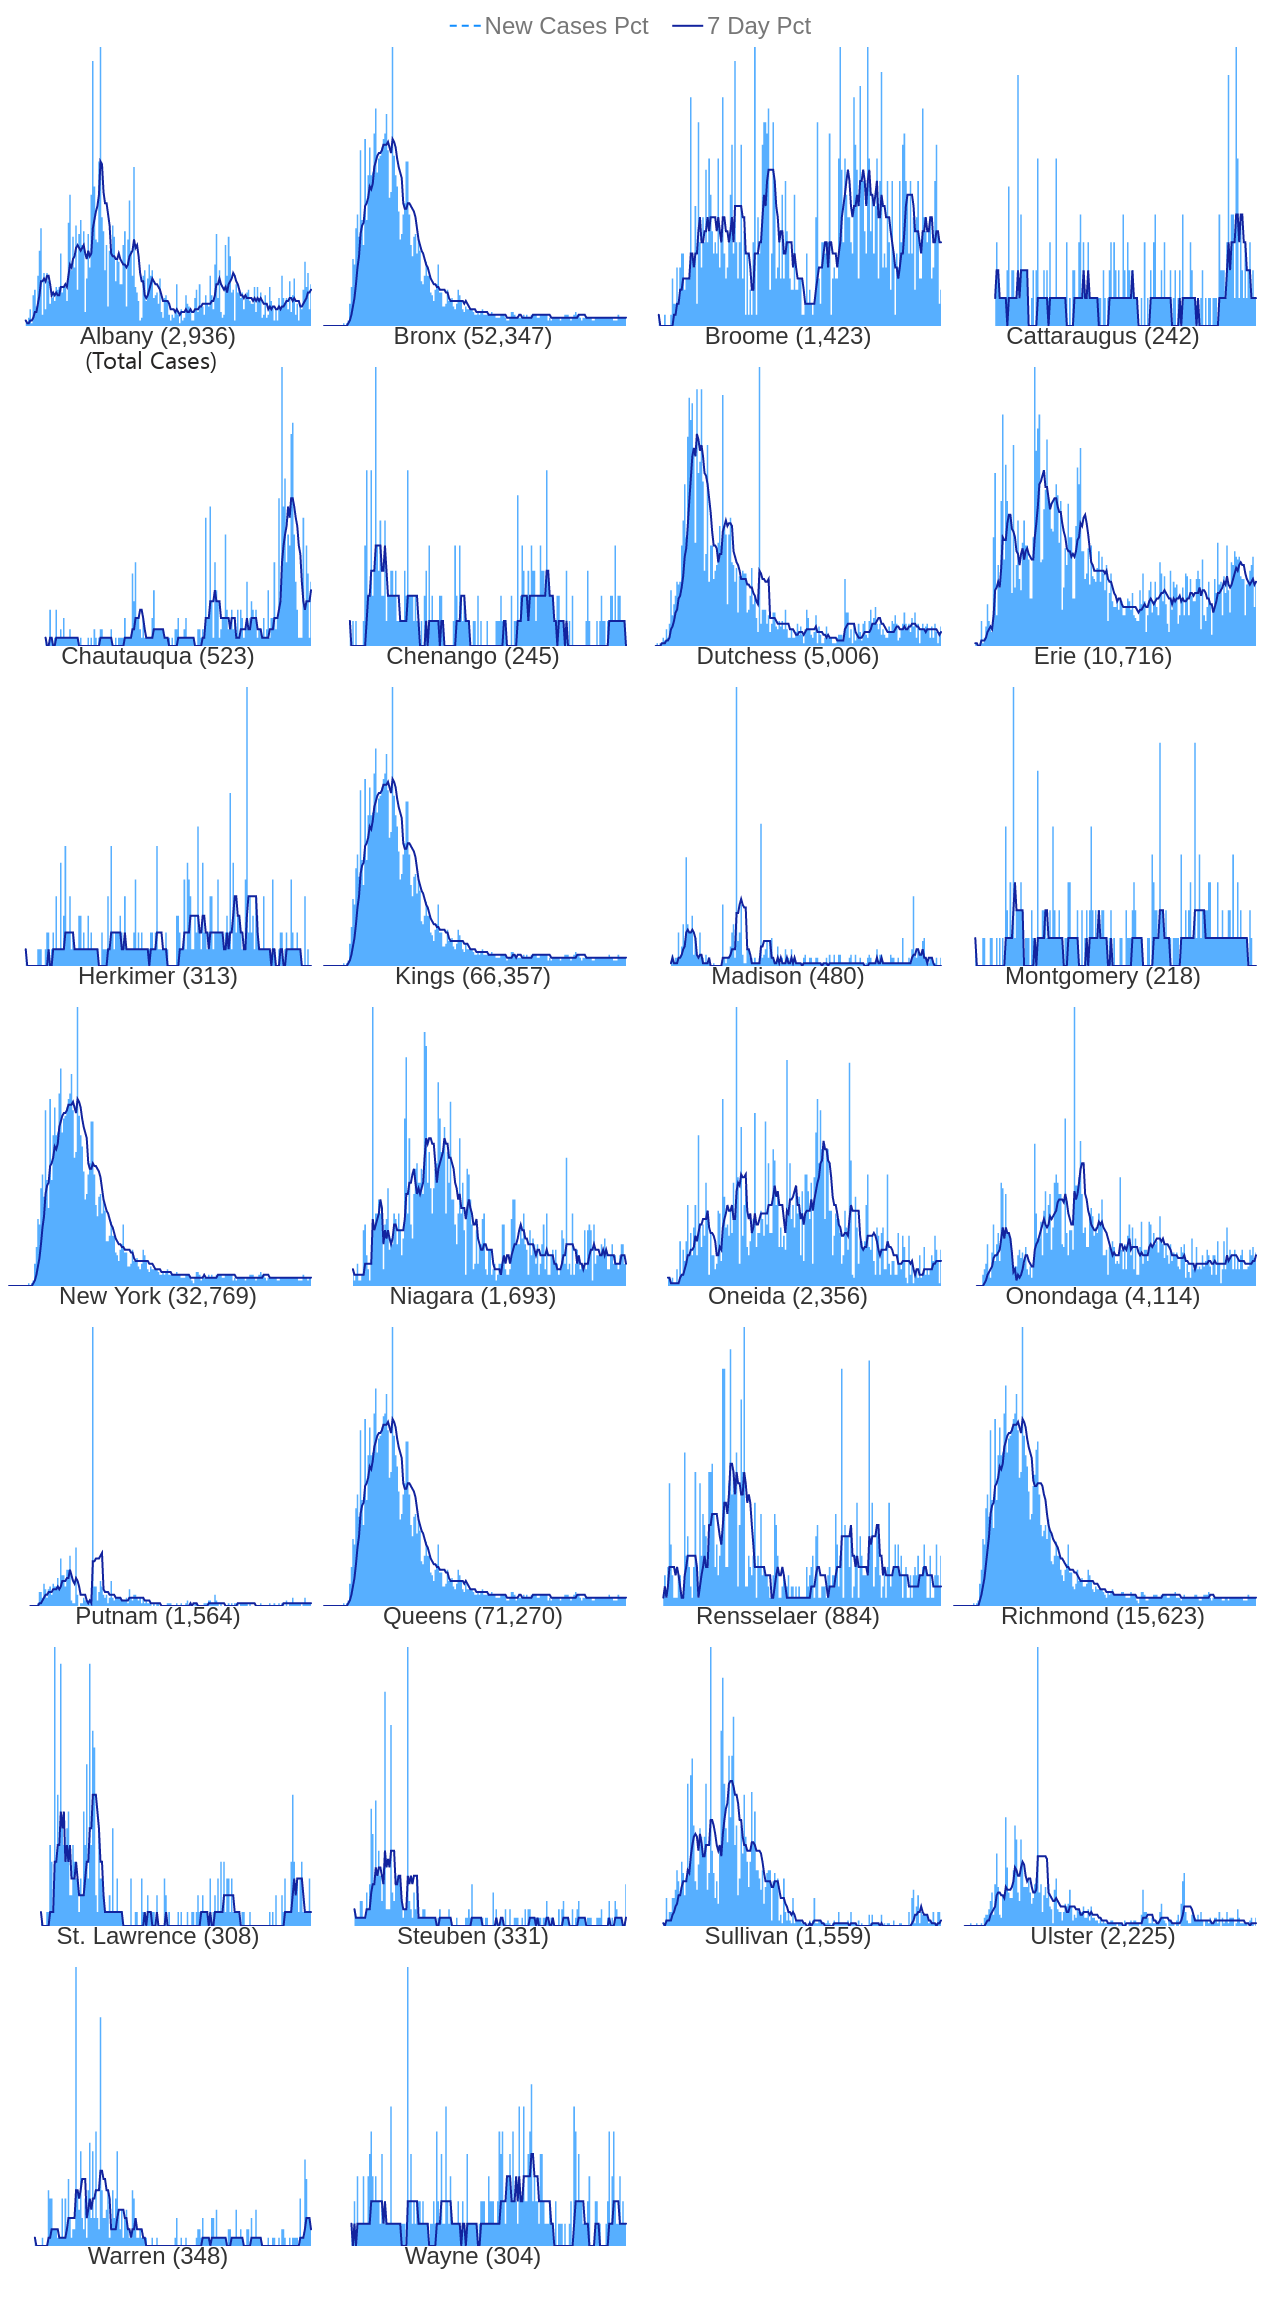 New Cases Pct 7 Day Pct
Albany (2,936) Bronx (52,347) Broome (1,423) Cattaraugus (242)
(Total Cases)
Chautauqua (523) Chenango (245) Dutchess (5,006) Erie (10,716)
Herkimer (313) Kings (66,357) Madison (480) Montgomery (218)
New York (32,769) Niagara (1,693) Oneida (2,356) Onondaga (4,114)
Putnam (1,564) Queens (71,270) Rensselaer (884) Richmond (15,623)
St. Lawrence (308) Steuben (331) Sullivan (1,559) Ulster (2,225)
Warren (348) Wayne (304)